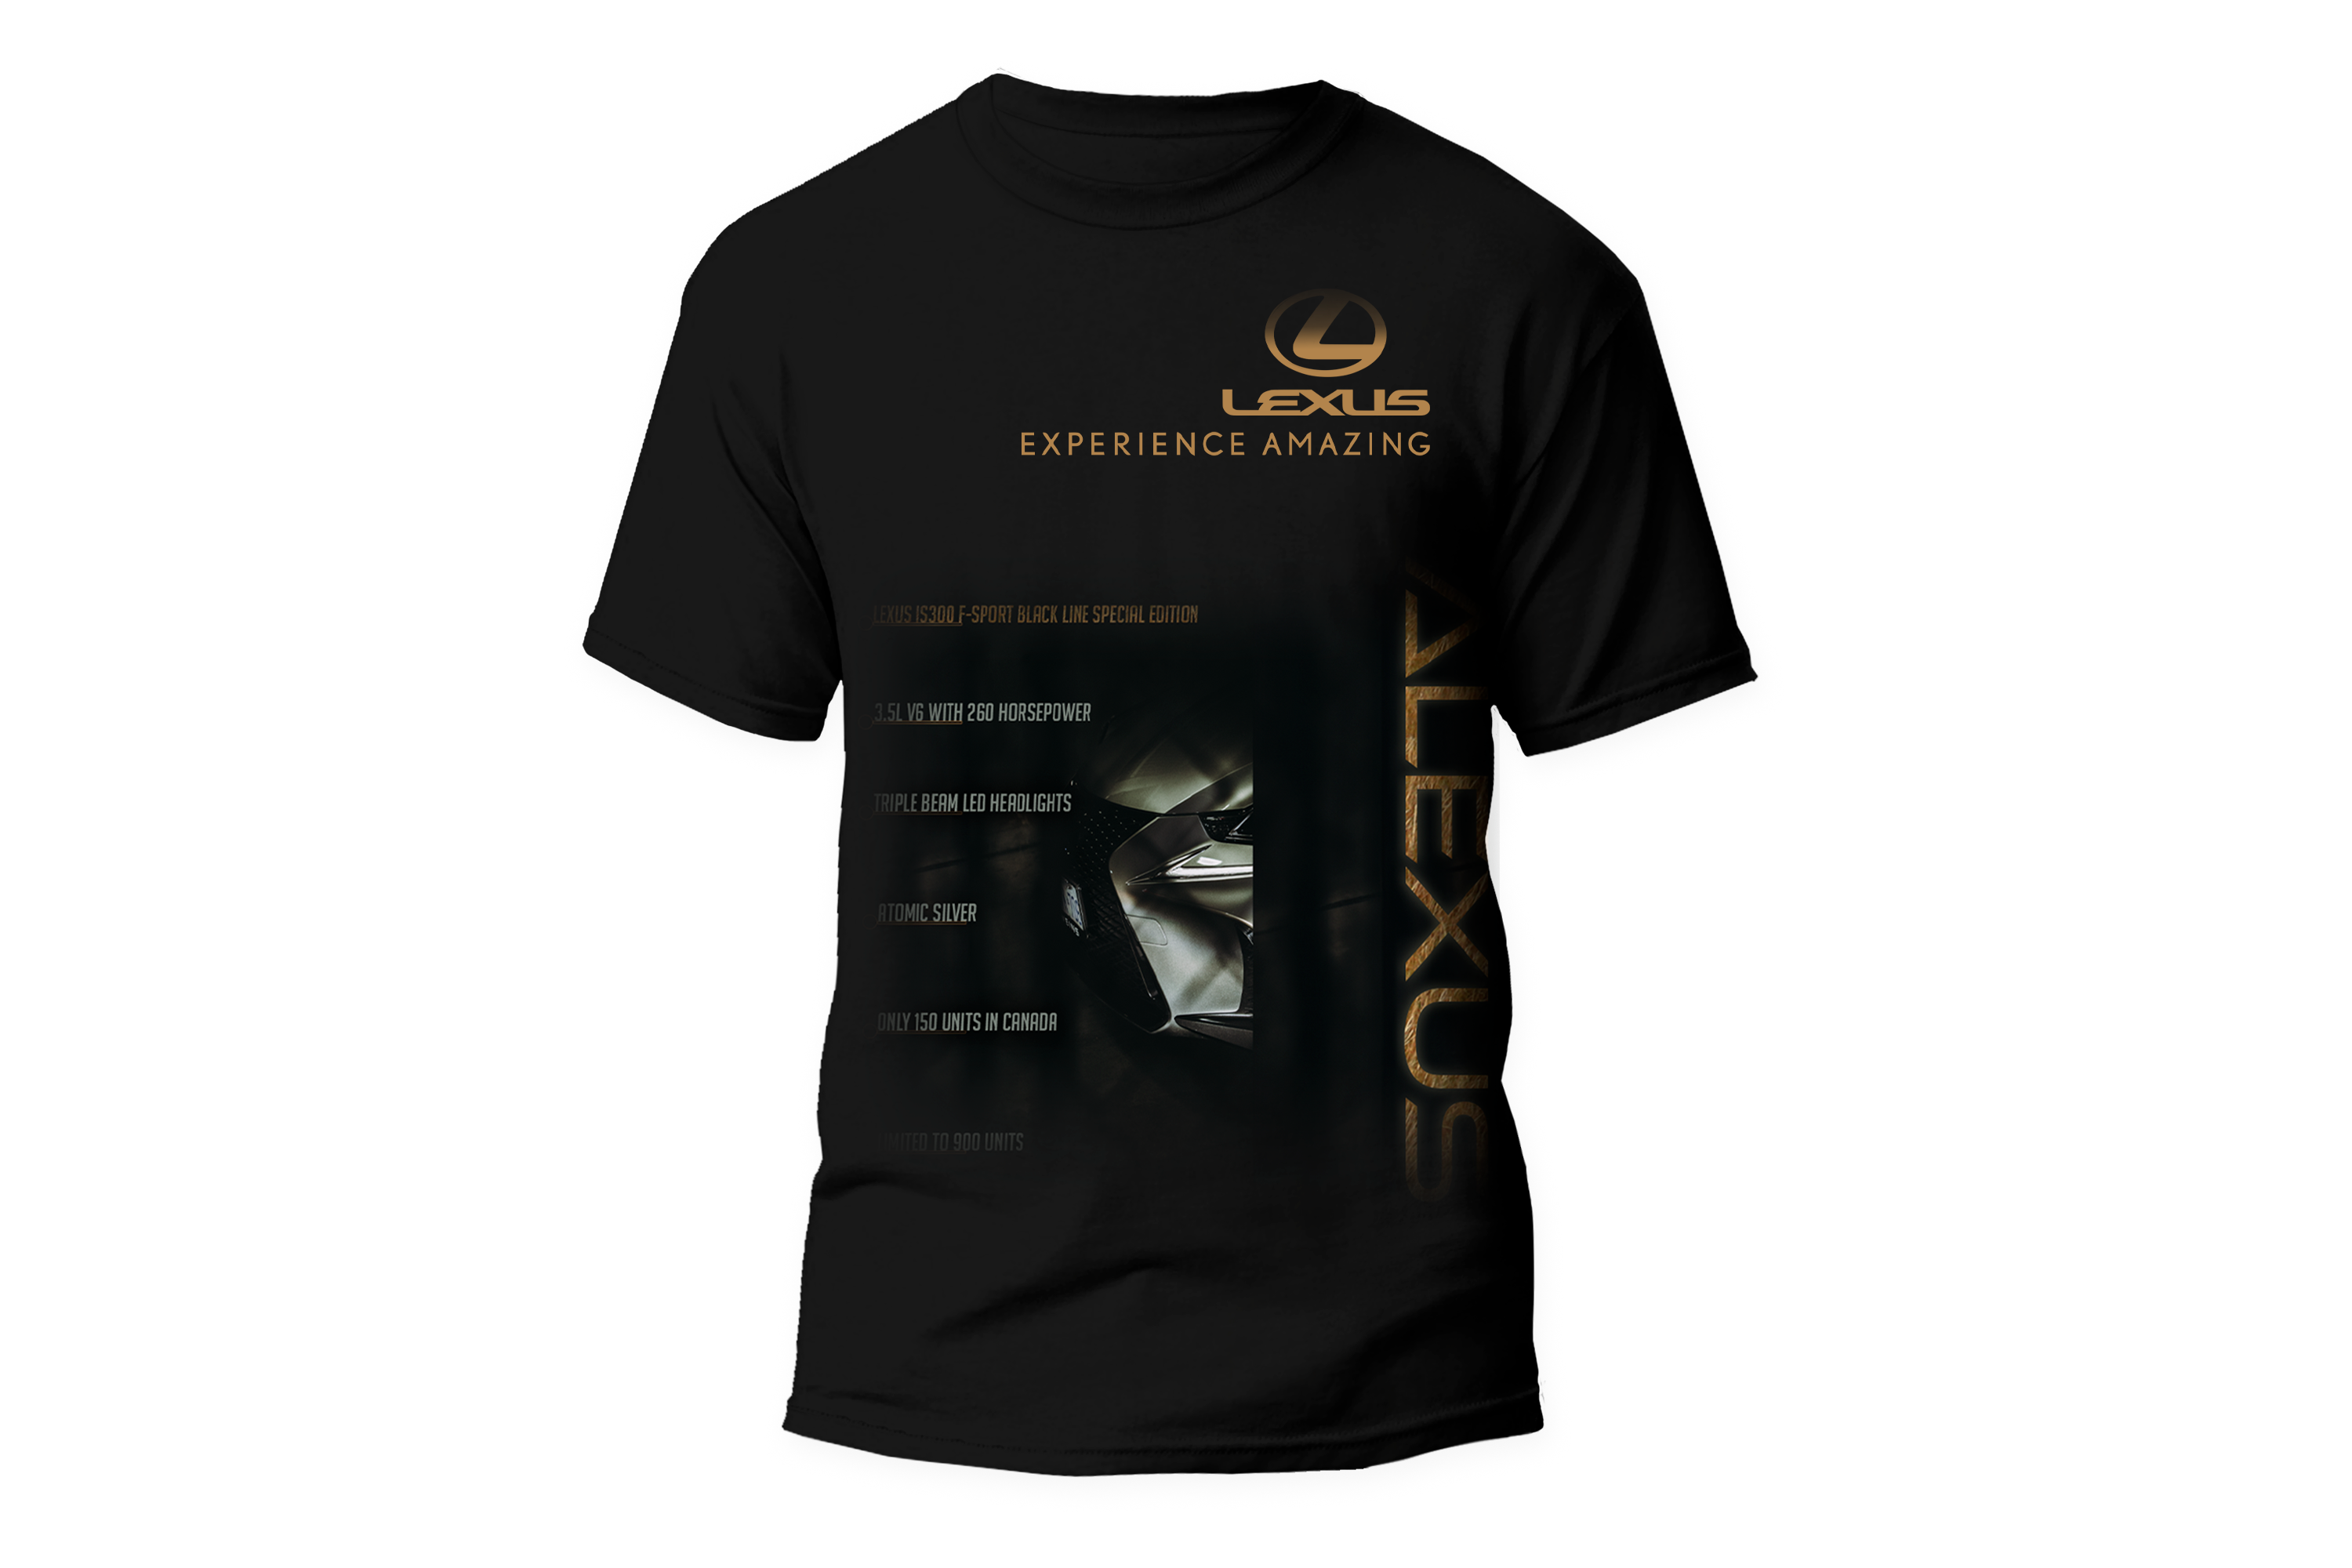 LEXUS
EXPERIENCE AMAZING
LEXUS IS300 F-SPORT BLACK LINE SPECIAL EDITION
3.5L V6 WITH 260 HORSEPOWER
TRIPLE BEAM LED HEADLIGHTS
ATOMIC SILVER
ONLY 150 UNITS IN CANADA
LIMITED TO 900 UNITS
ALEXUS